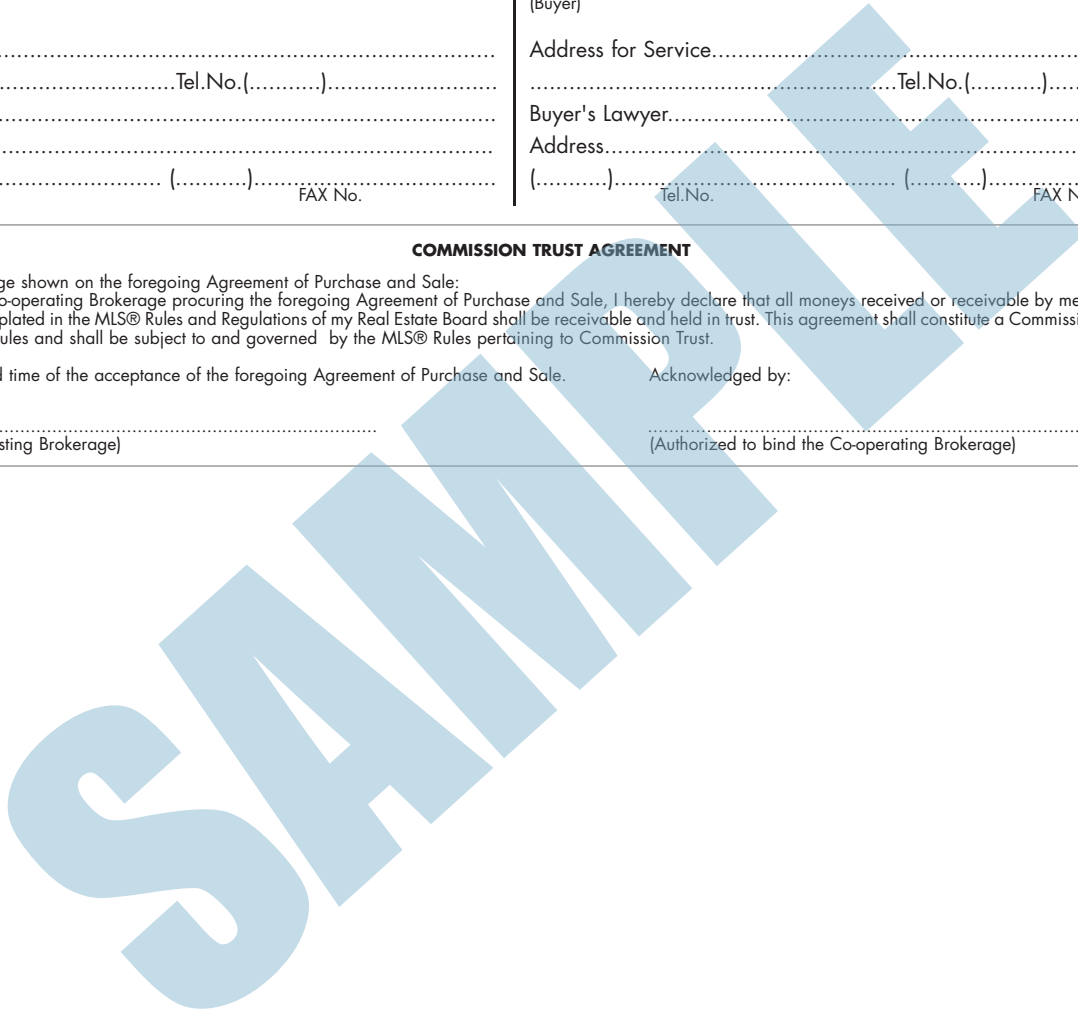 (Buyer)
Address for Service..............................................
Tel.No.(..........)........................
Tel.No.(..........)....
Buyer's Lawyer..............................................
Address..............................................
(..........)........................ (..........)................
(..........)........................ (..........)................
FAX No.
Tel.No.
FAX
COMMISSION TRUST AGREEMENT
shown on the foregoing Agreement of Purchase and Sale:
o-operating Brokerage procuring the foregoing Agreement of Purchase and Sale, I hereby declare that all moneys received or receivable by me
plated in the MLS® Rules and Regulations of my Real Estate Board shall be receivable and held in trust. This agreement shall constitute a Commissi
ules and shall be subject to and governed by the MLS® Rules pertaining to Commission Trust.
d time of the acceptance of the foregoing Agreement of Purchase and Sale.
Acknowledged by:
sting Brokerage)
(Authorized to bind the Co-operating Brokerage)
SAMPLE